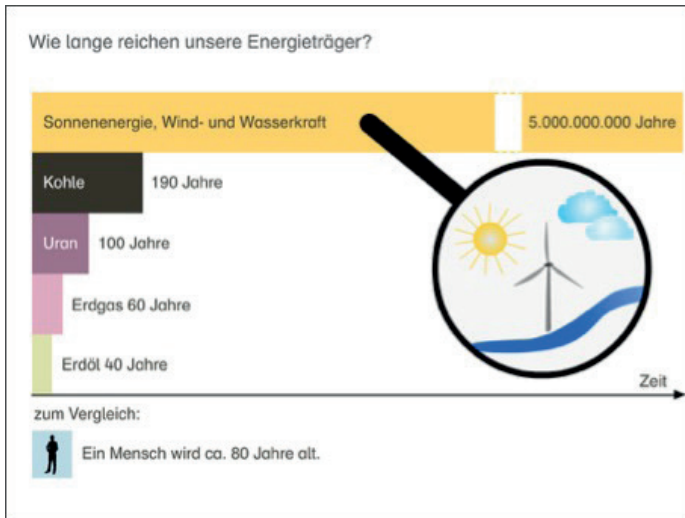 Wie lange reichen unsere Energieträger?
Sonnenenergie, Wind- und Wasserkraft 5.000.000.000 Jahre
Kohle 190 Jahre
Uran 100 Jahre
Erdgas 60 Jahre
Erdöl 40 Jahre
Zeit
zum Vergleich:
Ein Mensch wird ca. 80 Jahre alt.